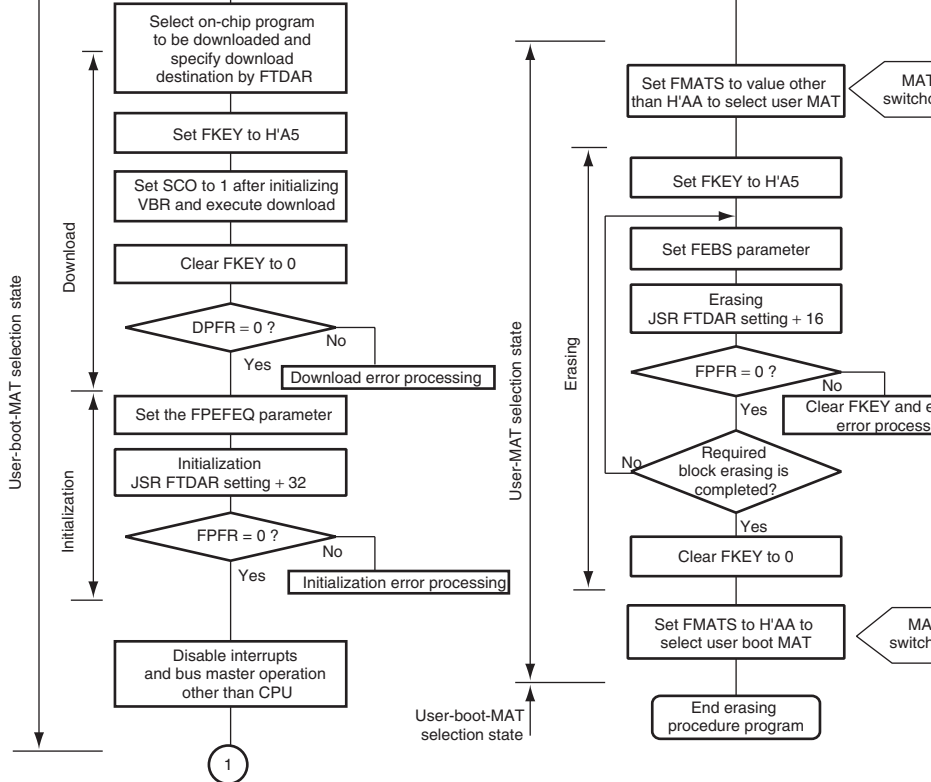 Select on-chip program
to be downloaded and
specify download
destination by FTDAR
Set FKEY to H'A5
Set SCO to 1 after initializing
VBR and execute download
Clear FKEY to 0
DPFR = 0 ?
No
Yes
Download error processing
Set the FPEFEQ parameter
Initialization
JSR FTDAR setting + 32
FPFR = 0 ?
No
Yes
Initialization error processing
Disable interrupts
and bus master operation
other than CPU
1
User-boot-MAT selection state
Download
Initialization
Set FMATS to value other
than H'AA to select user MAT
MAT
Set FKEY to H'A5
Set FEBS parameter
Erasing
JSR FTDAR setting + 16
FPFR = 0 ?
No
Yes
Clear FKEY and
error
Required
block erasing is
completed?
No
Yes
Clear FKEY to 0
Set FMATS to H'AA to
select user boot MAT
End erasing
procedure program
User-MAT selection state
Erasing
User-boot-MAT
selection state